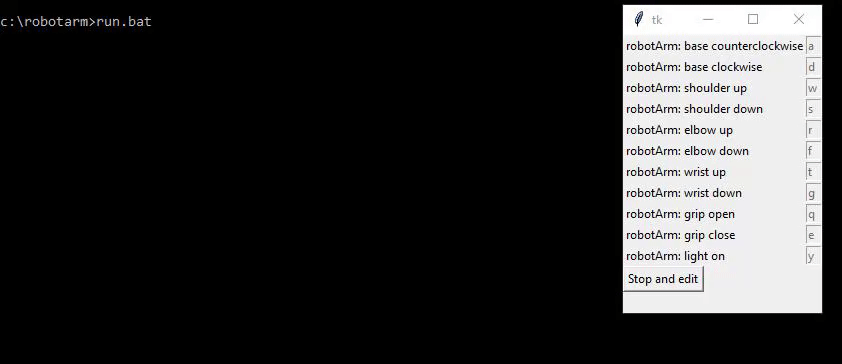 c:\robotarm>run.bat
tk
robotArm: base counterclockwise a
robotArm: base clockwise d
robotArm: shoulder up w
robotArm: shoulder down s
robotArm: elbow up r
robotArm: elbow down f
robotArm: wrist up t
robotArm: wrist down g
robotArm: grip open q
robotArm: grip close e
robotArm: light on y
Stop and edit